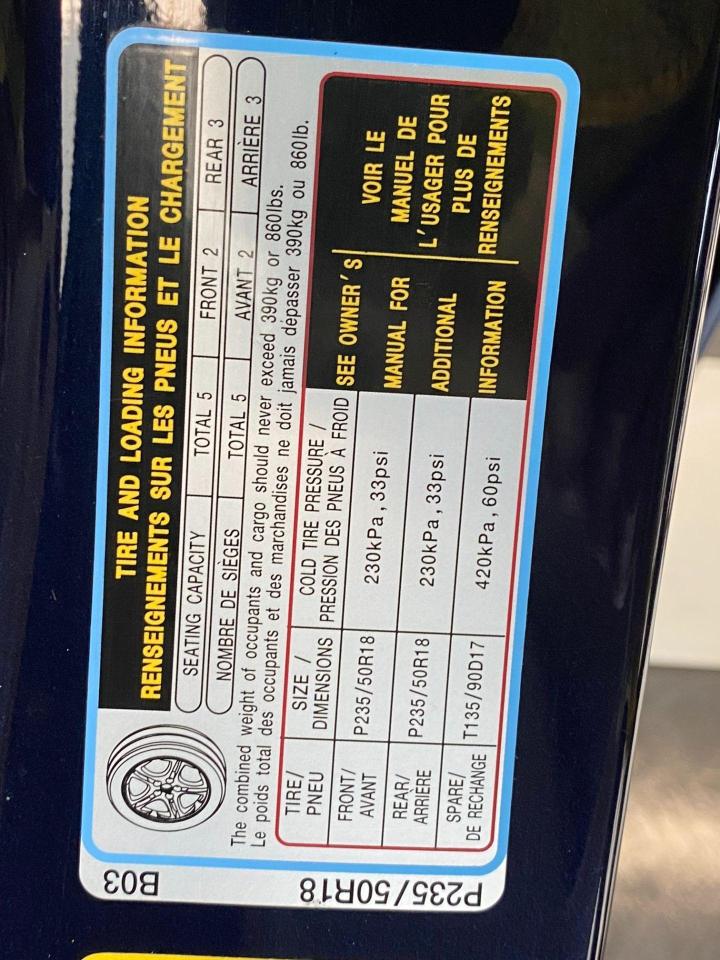 TIRE AND LOADING INFORMATION
RENSEIGNEMENTS SUR LES PNEUS ET LE CHARGEMENT
SEATING CAPACITY TOTAL 5 FRONT 2 REAR 3
NOMBRE DE SIÈGES TOTAL 5 AVANT 2 ARRIÈRE 3
The combined weight of occupants and cargo should never exceed 390kg or 860lbs.
Le poids total des occupants et des marchandises ne doit jamais dépasser 390kg ou 860lb.
TIRE/ SIZE / COLD TIRE PRESSURE /
PNEU DIMENSIONS PRESSION DES PNEUS À FROID
FRONT/
AVANT P235/50R18 230kPa,33psi
REAR/
ARRIÈRE P235/50R18 230kPa,33psi
SPARE/
DE RECHANGE T135/90D17 420kPa,60psi
SEE OWNER'S
MANUAL FOR
ADDITIONAL
INFORMATION
VOIR LE
MANUEL DE
L'USAGER POUR
PLUS DE
RENSEIGNEMENTS
B03
P235/50R18